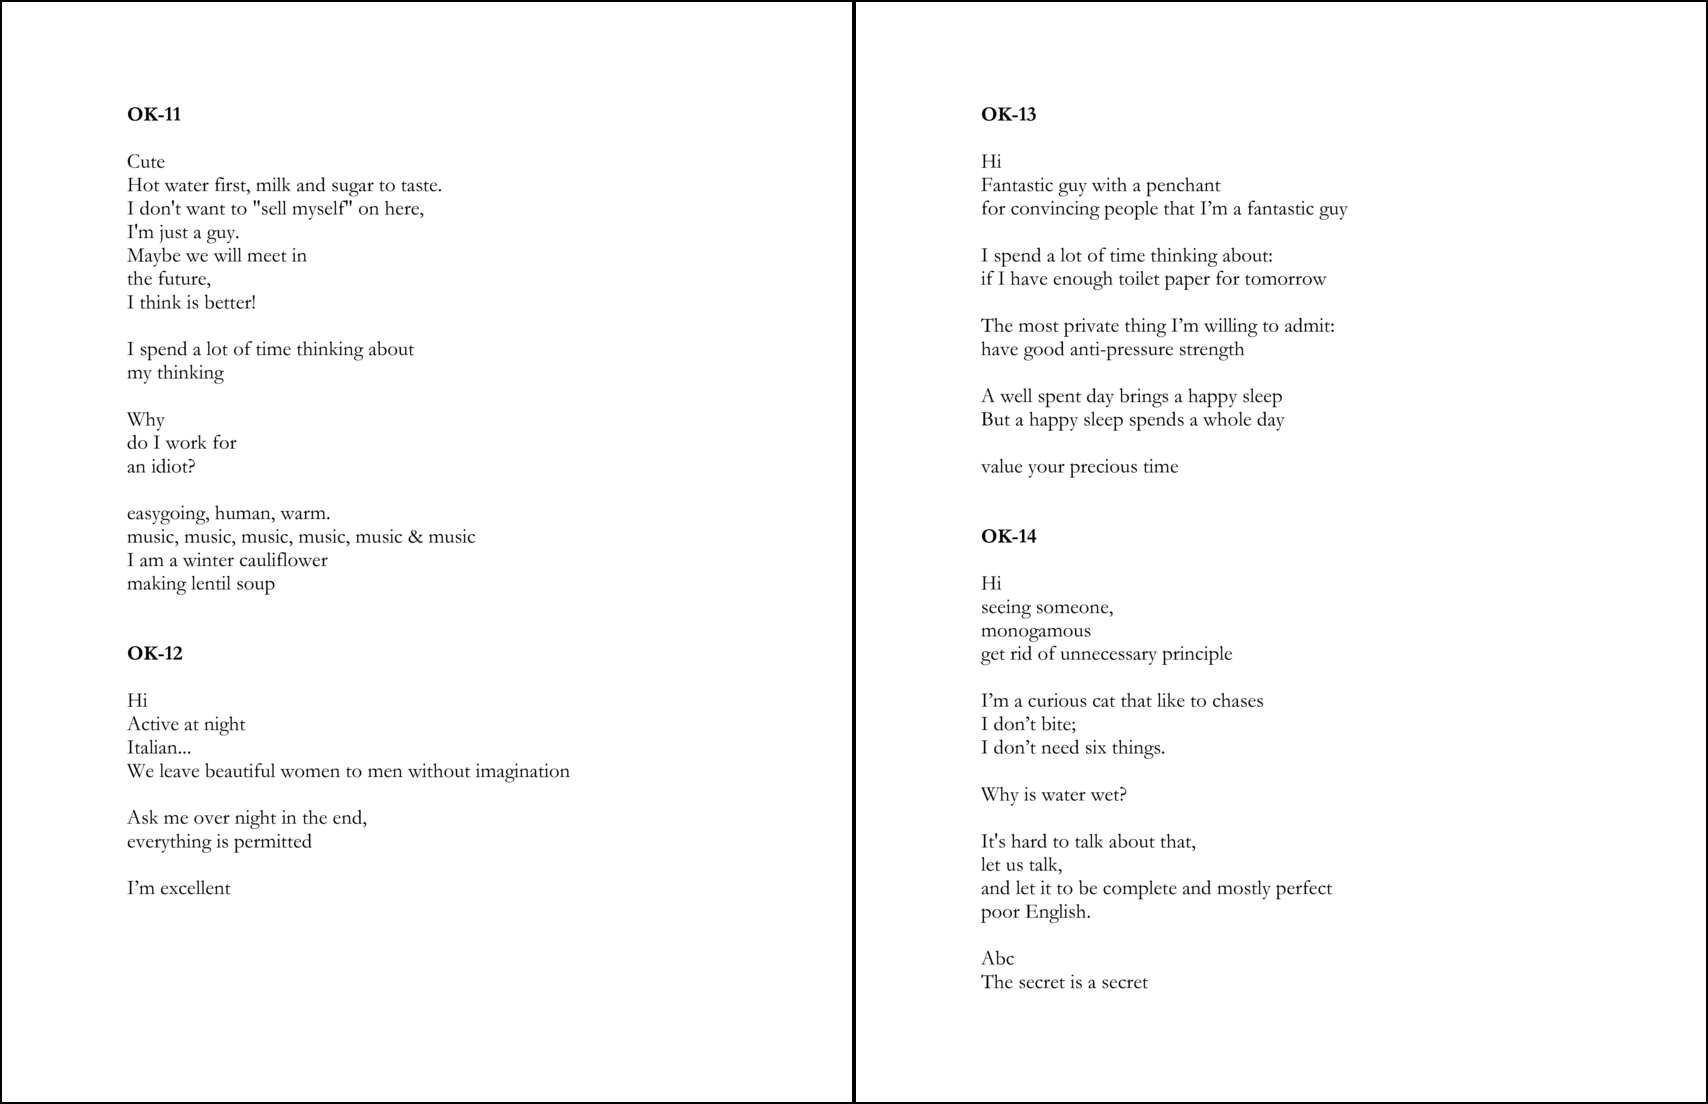 OK-11
Cute
Hot water first, milk and sugar to taste.
I don't want to "sell myself" on here,
I'm just a guy.
Maybe we will meet in
the future,
I think is better!
I spend a lot of time thinking about
my thinking
Why
do I work for
an idiot?
easygoing, human, warm.
music, music, music, music, music & music
I am a winter cauliflower
making lentil soup
OK-12
Hi
Active at night
Italian...
We leave beautiful women to men without imagination
Ask me over night in the end,
everything is permitted
I’m excellent
OK-13
Hi
Fantastic guy with a penchant
for convincing people that I’m a fantastic guy
I spend a lot of time thinking about:
if I have enough toilet paper for tomorrow
The most private thing I’m willing to admit:
have good anti-pressure strength
A well spent day brings a happy sleep
But a happy sleep spends a whole day
value your precious time
OK-14
Hi
seeing someone,
monogamous
get rid of unnecessary principle
I’m a curious cat that like to chases
I don’t bite;
I don’t need six things.
Why is water wet?
It's hard to talk about that,
let us talk,
and let it to be complete and mostly perfect
poor English.
Abc
The secret is a secret